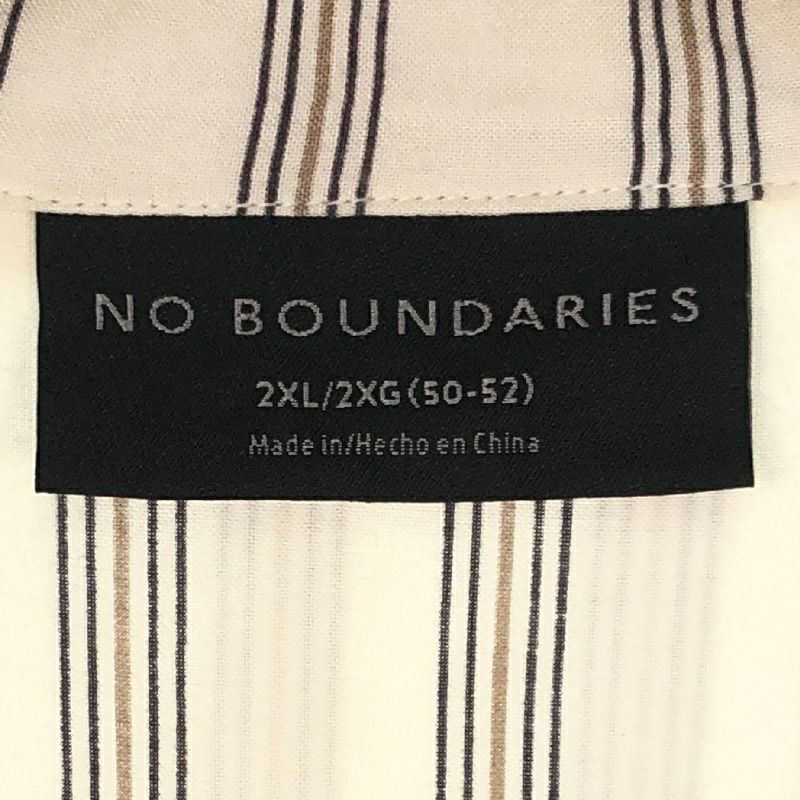 NO BOUNDARIES
2XL/2XG(50-52)
Made in/Hecho en China